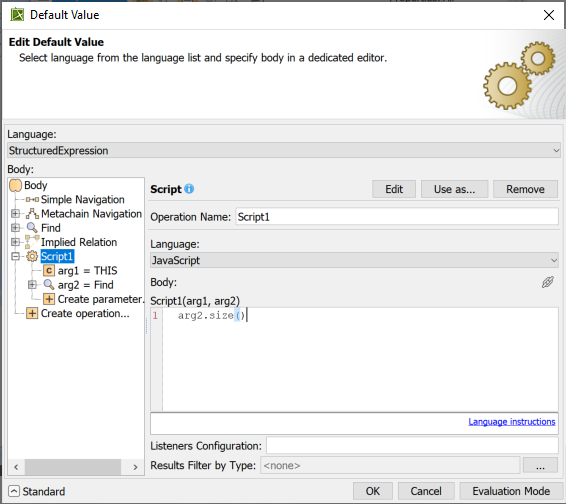 Default Value
Edit Default Value
Select language from the language list and specify body in a dedicated editor.
Language:
StructuredExpression
Body:
Body
Simple Navigation
Metachain Navigation
Find
Implied Relation
Script1
arg1 = THIS
arg2 = Find
Create parameter.
Create operation...
Script
Edit
Use as...
Remove
Operation Name:
Script1
Language:
JavaScript
Body:
Script1(arg1, arg2)
1 arg2.size()
Language instructions
Listeners Configuration:
Results Filter by Type:
<none>
...
Standard
OK
Cancel
Evaluation Mode